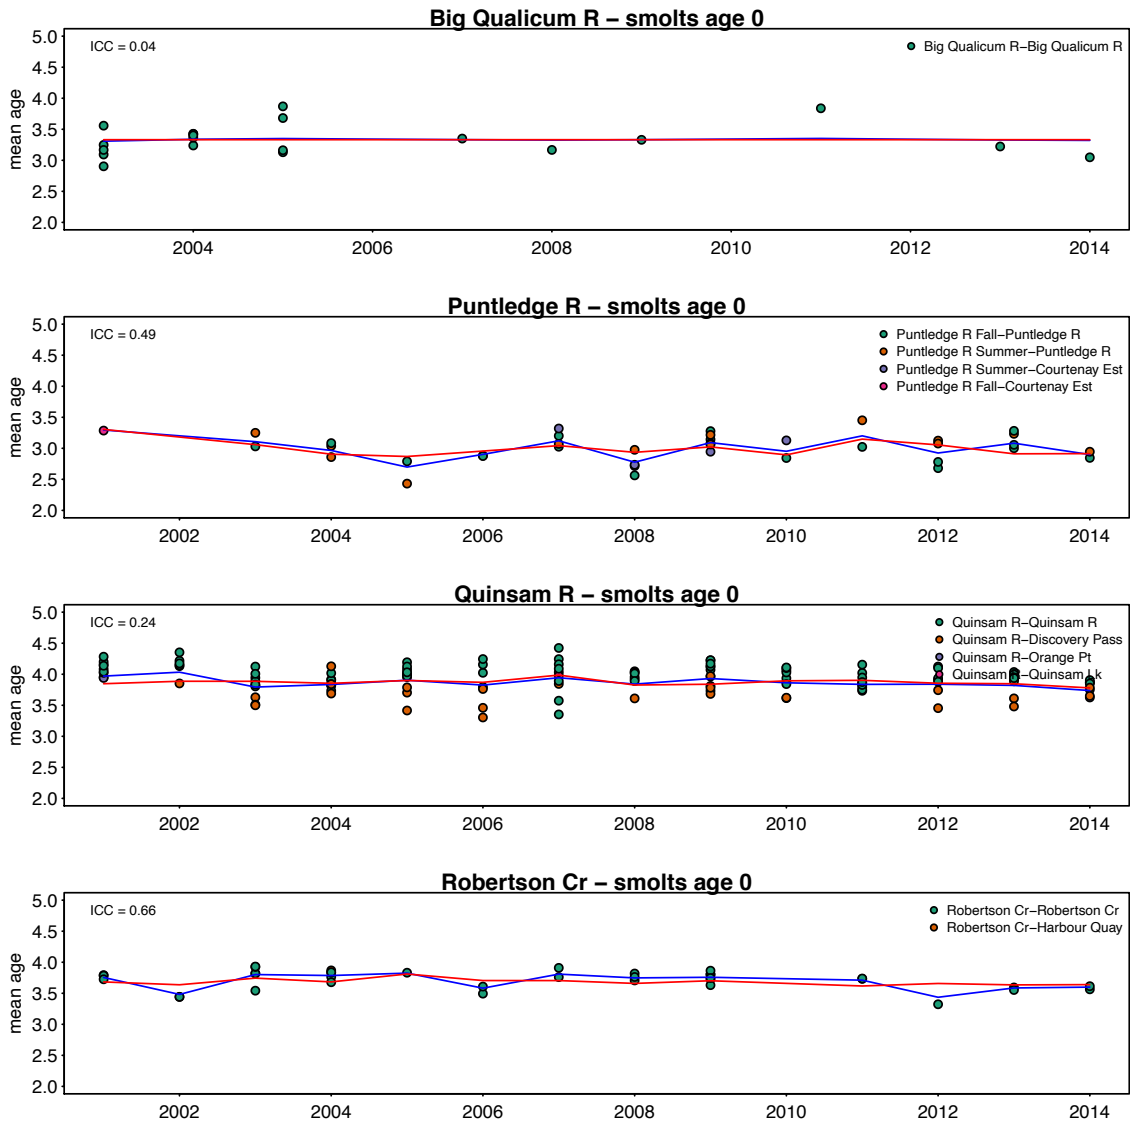 Big Qualicum R – smolts age 0
ICC = 0.04
Big Qualicum R–Big Qualicum R
mean age
5.0
4.5
4.0
3.5
3.0
2.5
2.0
2004 2006 2008 2010 2012 2014
Puntledge R – smolts age 0
ICC = 0.49
Puntledge R Fall–Puntledge R
Puntledge R Summer–Puntledge R
Puntledge R Summer–Courtenay Est
Puntledge R Fall–Courtenay Est
mean age
5.0
4.5
4.0
3.5
3.0
2.5
2.0
2002 2004 2006 2008 2010 2012 2014
Quinsam R – smolts age 0
ICC = 0.24
Quinsam R–Quinsam R
Quinsam R–Discovery Pass
Quinsam R–Orange Pt
Quinsam R–Quinsam Lk
mean age
5.0
4.5
4.0
3.5
3.0
2.5
2.0
2002 2004 2006 2008 2010 2012 2014
Robertson Cr – smolts age 0
ICC = 0.66
Robertson Cr–Robertson Cr
Robertson Cr–Harbour Quay
mean age
5.0
4.5
4.0
3.5
3.0
2.5
2.0
2002 2004 2006 2008 2010 2012 2014